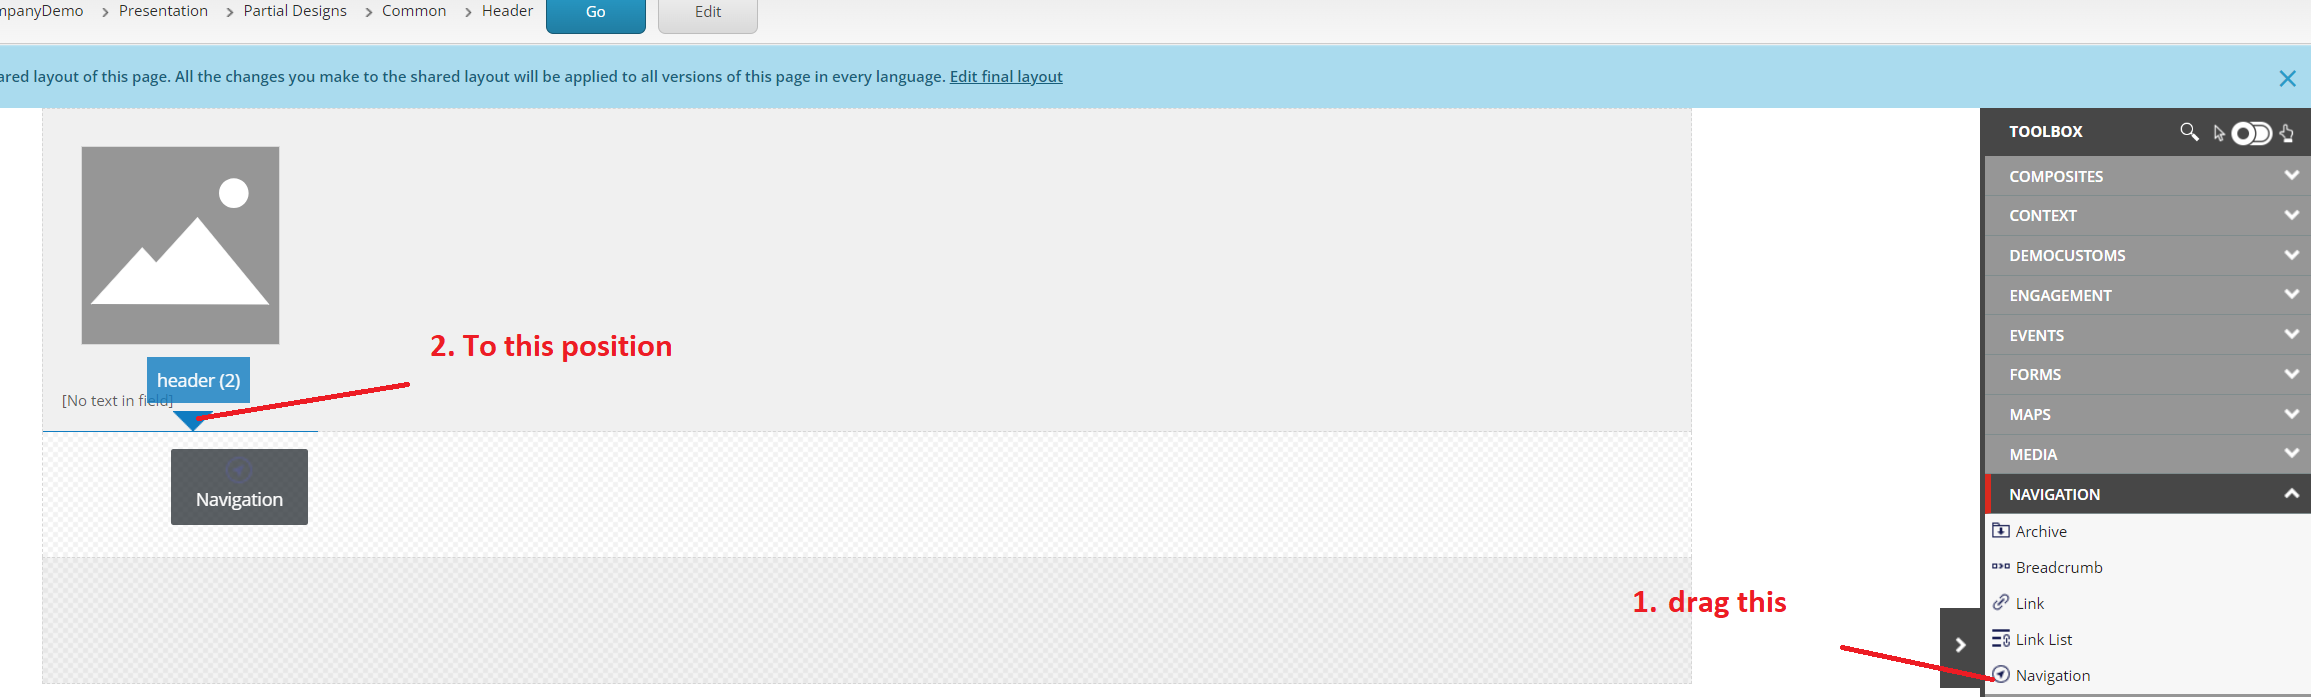 mpanyDemo > Presentation > Partial Designs > Common > Header Go Edit
ared layout of this page. All the changes you make to the shared layout will be applied to all versions of this page in every language. Edit final layout
TOOLBOX
COMPOSITES
CONTEXT
DEMOCUSTOMS
ENGAGEMENT
EVENTS
2. To this position
header (2)
FORMS
[No text in field]
MAPS
MEDIA
Navigation
NAVIGATION
Archive
Breadcrumb
1. drag this
Link
Link List
Navigation